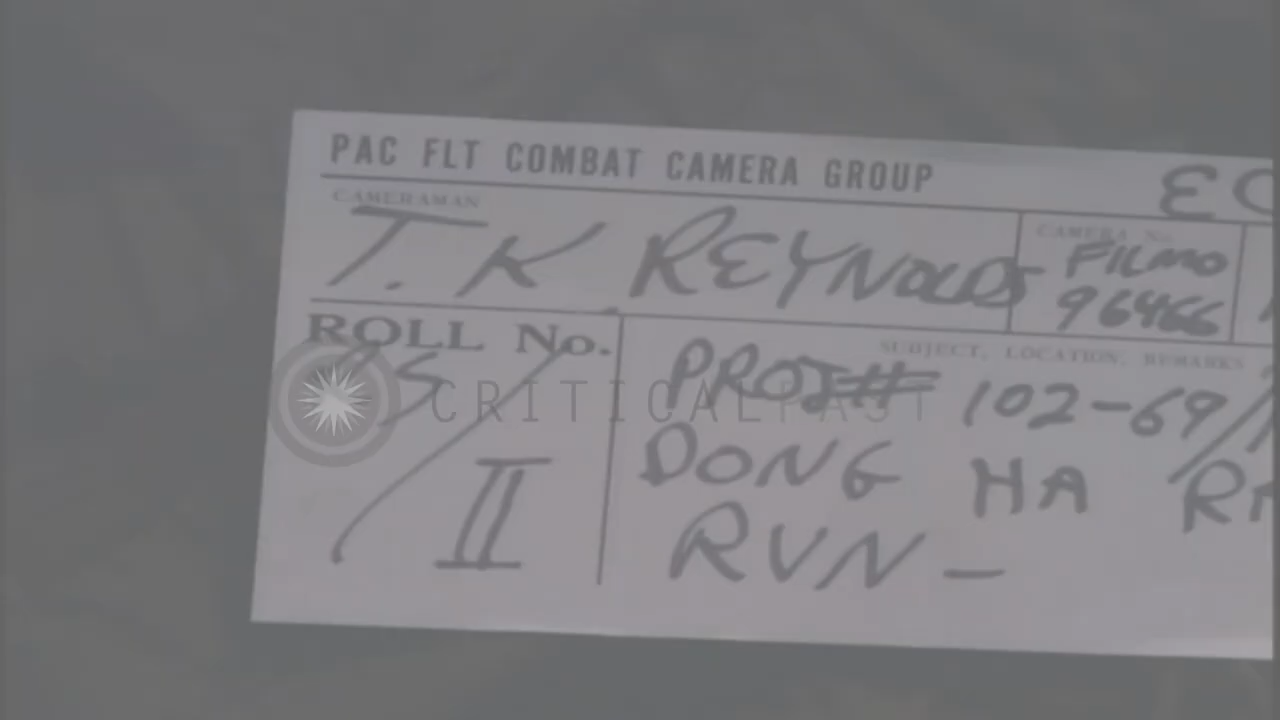 PAC FLT COMBAT CAMERA GROUP
CAMERAMAN
T. K. REYNOLDS
CAMERA No.
FILMO
96466
ROLL No.
II
SUBJECT, LOCATION, REMARKS
PROJ# 102-69/
DONG HA
RVN -
CRITICALPAST